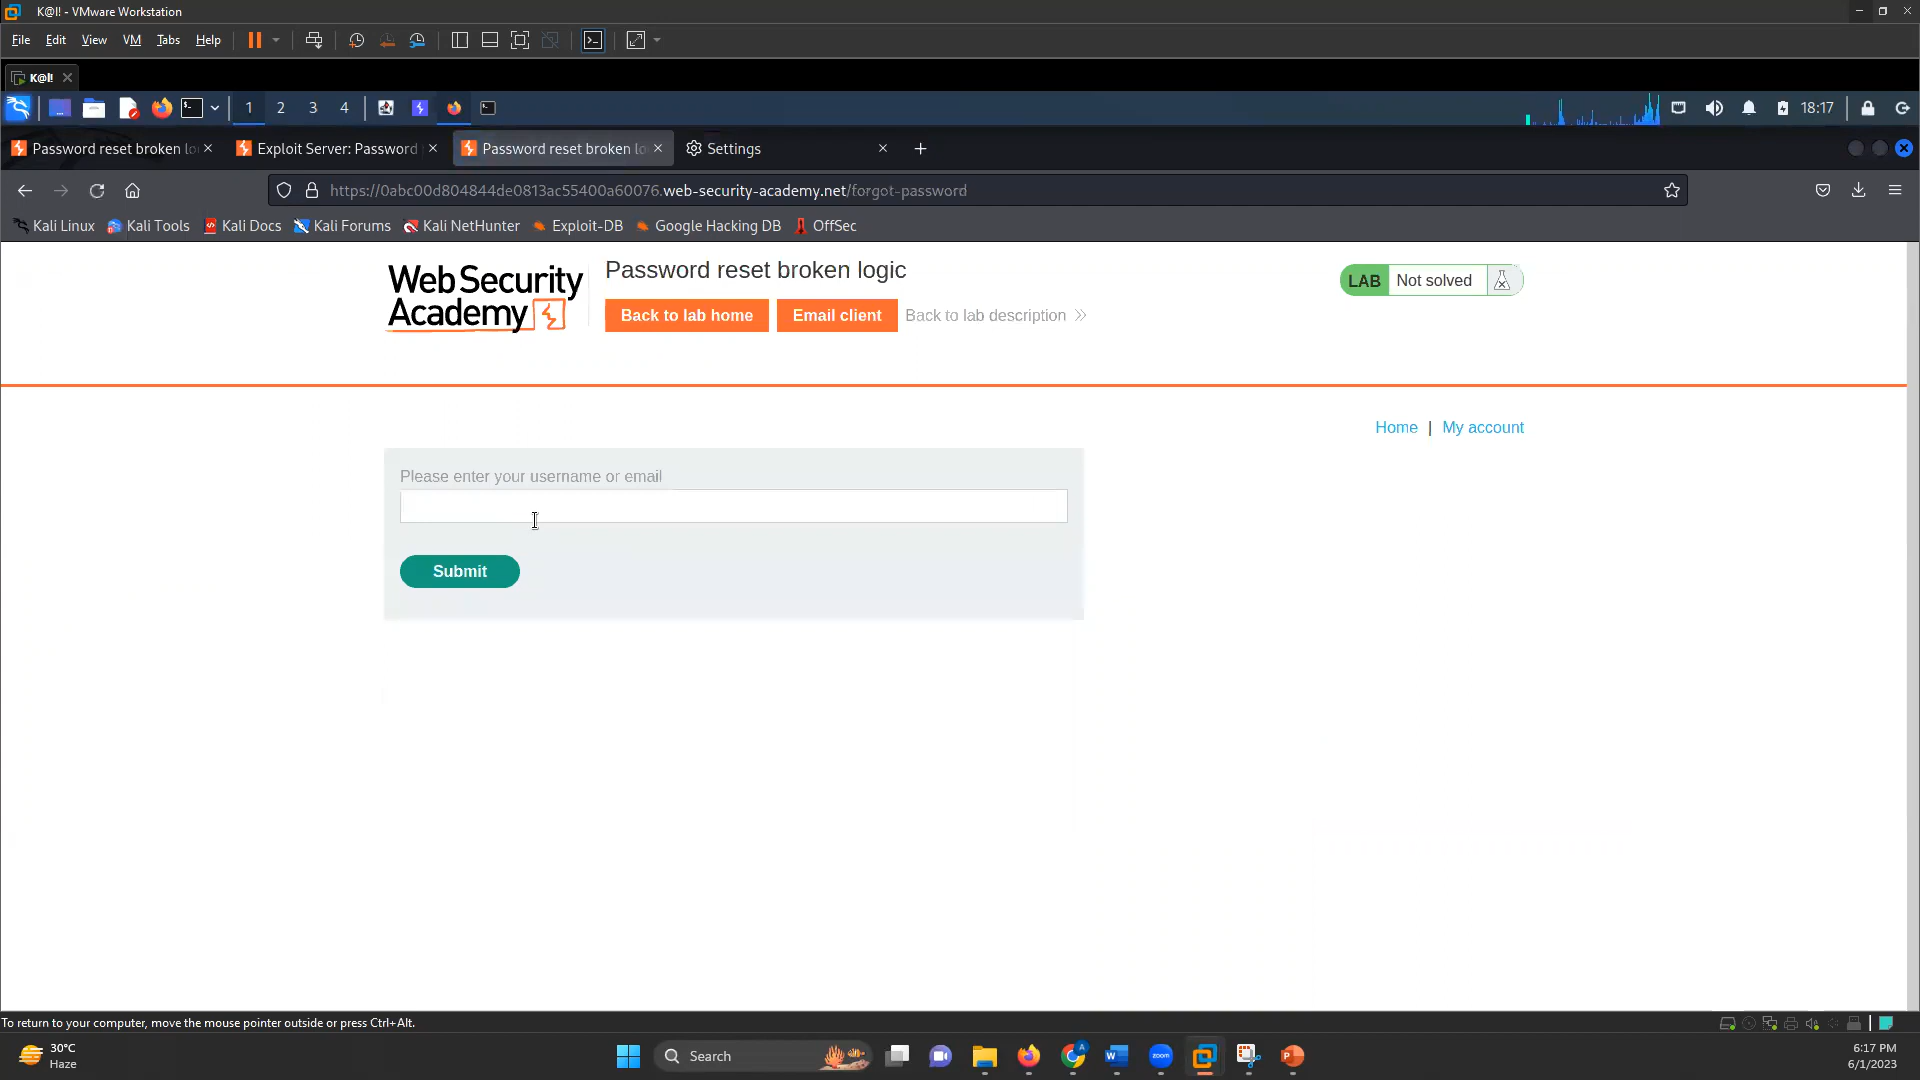 K@l! - VMware Workstation
File Edit View VM Tabs Help
K@l!
1 2 3 4 18:17
Password reset broken lo Exploit Server: Password Password reset broken lo Settings
https://0abc00d804844de0813ac55400a60076.web-security-academy.net/forgot-password
Kali Linux Kali Tools Kali Docs Kali Forums Kali NetHunter Exploit-DB Google Hacking DB OffSec
Web Security
Academy
Password reset broken logic
Back to lab home Email client Back to lab description
LAB Not solved
Home | My account
Please enter your username or email
Submit
To return to your computer, move the mouse pointer outside or press Ctrl+Alt.
30°C
Haze
Search
6:17 PM
6/1/2023